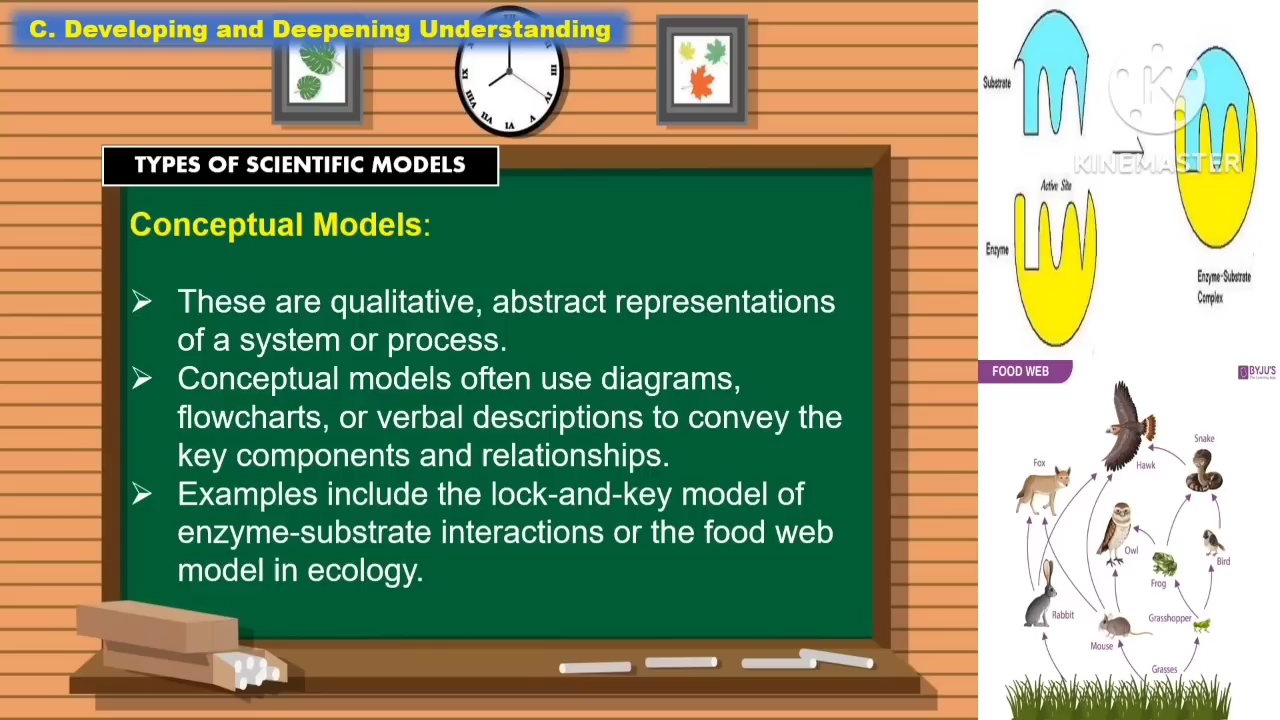 C. Developing and Deepening Understanding
TYPES OF SCIENTIFIC MODELS
Conceptual Models:
➢ These are qualitative, abstract representations
of a system or process.
➢ Conceptual models often use diagrams,
flowcharts, or verbal descriptions to convey the
key components and relationships.
➢ Examples include the lock-and-key model of
enzyme-substrate interactions or the food web
model in ecology.
Substrate
KINEMASTER
Active Site
Enzyme
Enzyme-Substrate
Complex
FOOD WEB
BYJU'S
Fox
Hawk
Snake
Owl
Frog
Bird
Rabbit
Mouse
Grasshopper
Grasses